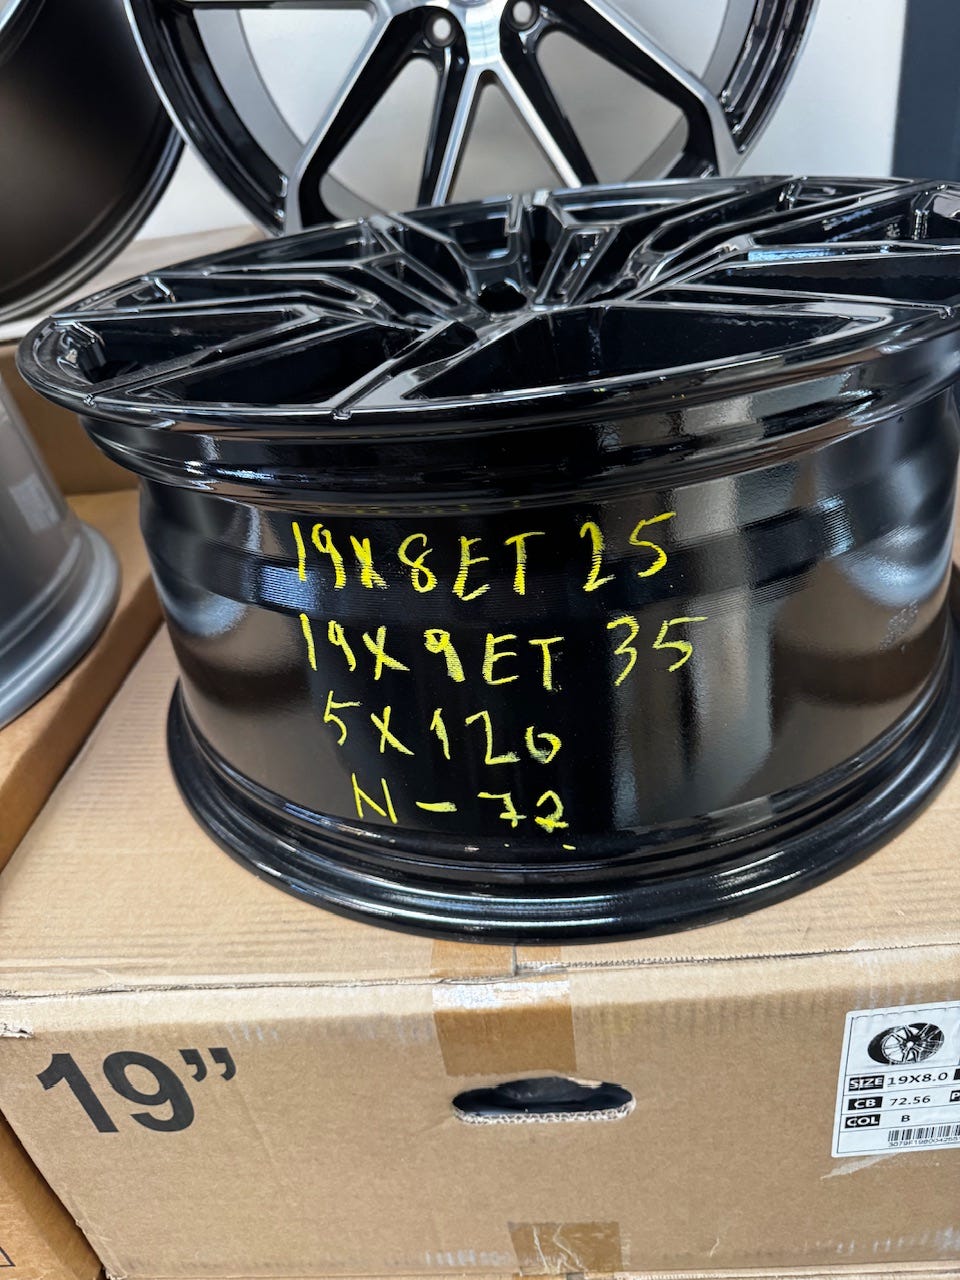 19X8ET 25
19X9ET 35
5X120
N-72
19”
SIZE 19X8.0
CB 72.56
COL B